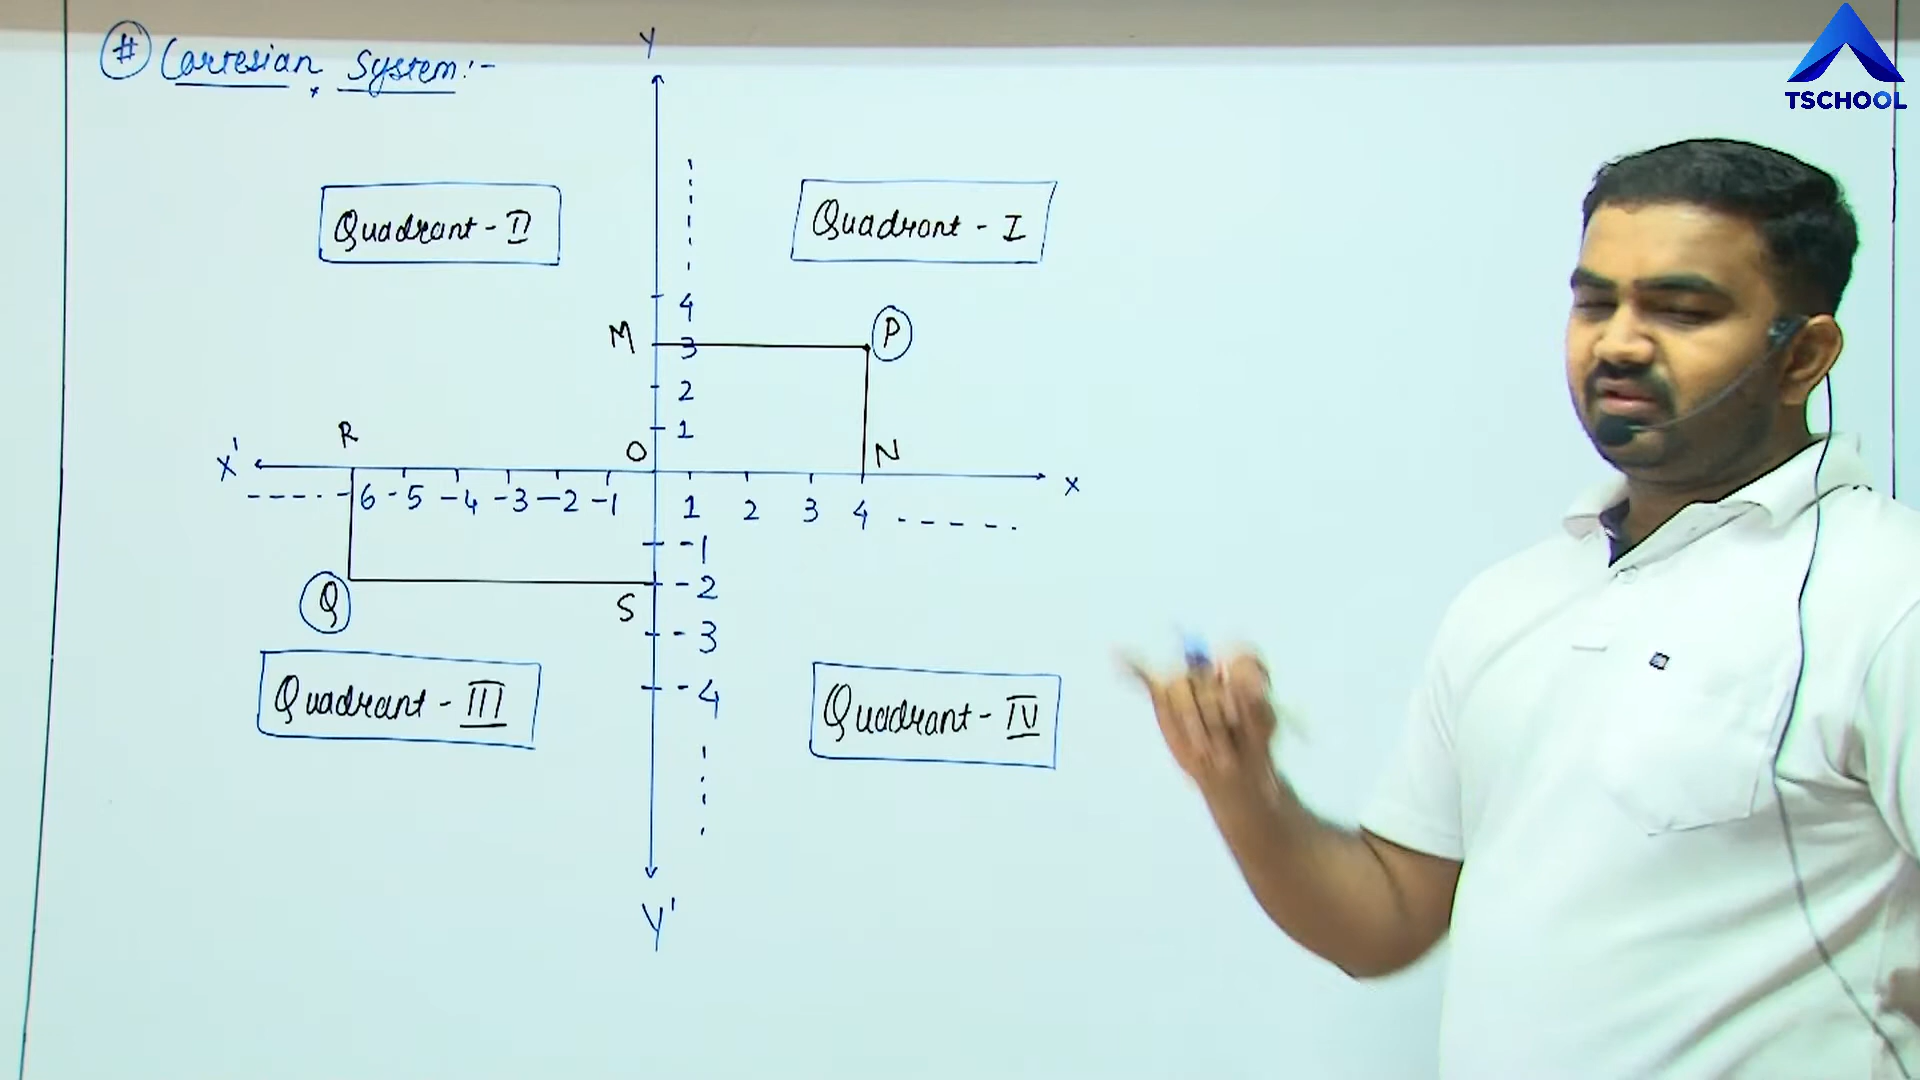 # Cartesian System:-
TSCHOOL
Y
Quadrant - II
Quadrant - I
4
M
3
P
2
1
R
O
N
X'
X
-6 -5 -4 -3 -2 -1
1 2 3 4
-1
-2
Q
S
-3
Quadrant - III
-4
Quadrant - IV
Y'